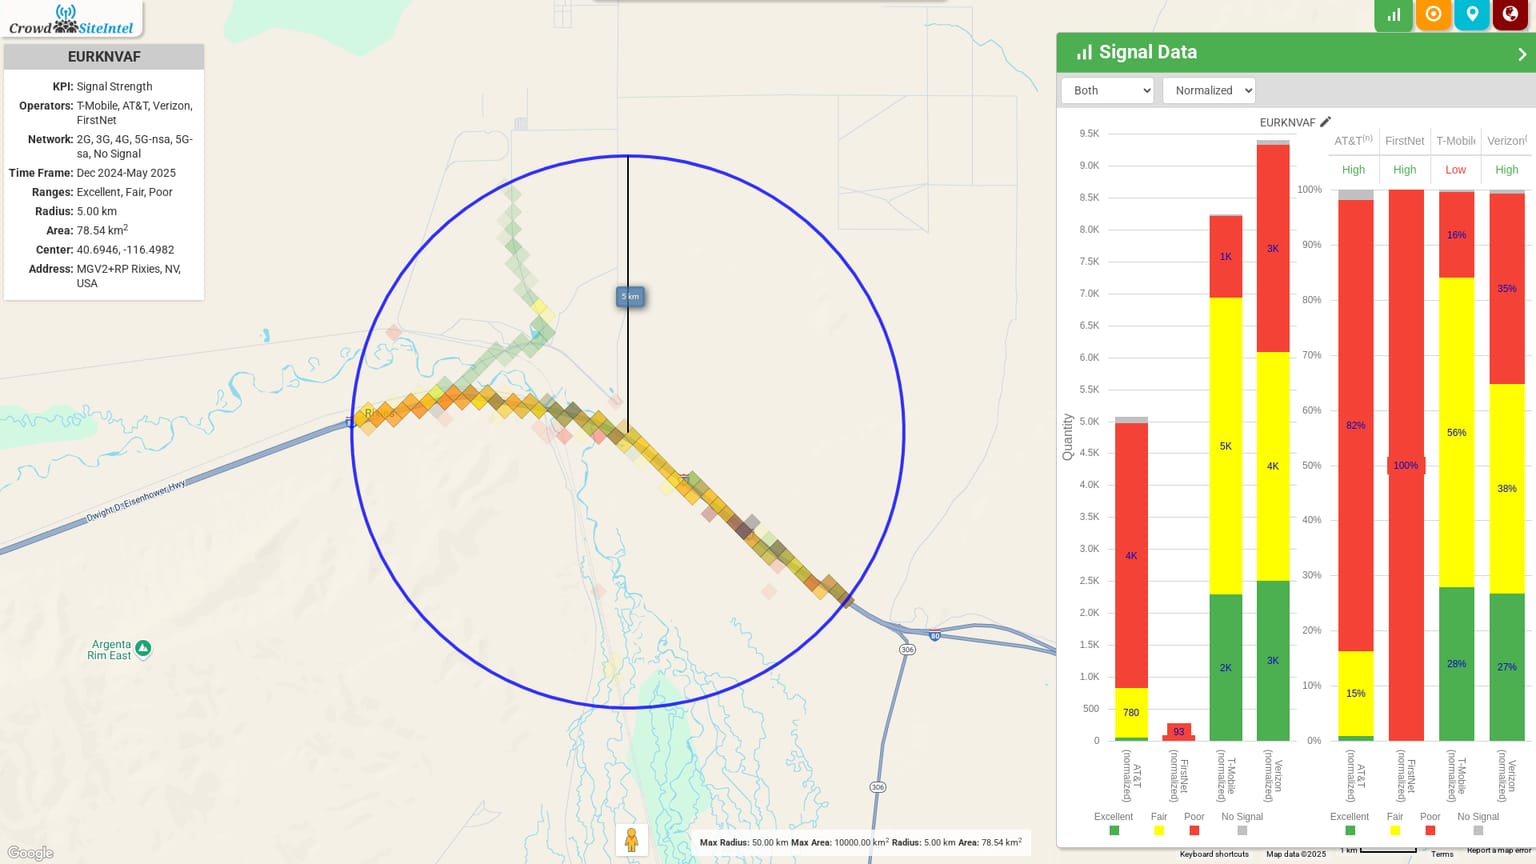 Crowd SiteIntel
EURKNVAF
KPI: Signal Strength
Operators: T-Mobile, AT&T, Verizon,
FirstNet
Network: 2G, 3G, 4G, 5G-nsa, 5G-
sa, No Signal
Time Frame: Dec 2024-May 2025
Ranges: Excellent, Fair, Poor
Radius: 5.00 km
Area: 78.54 km²
Center: 40.6946, -116.4982
Address: MGV2+RP Rixies, NV,
USA
5 km
Rixies
Dwight D. Eisenhower Hwy
Argenta
Rim East
80
306
306
Google
Max Radius: 50.00 km Max Area: 10000.00 km² Radius: 5.00 km Area: 78.54 km²
Keyboard shortcuts
Map data ©2025
1 km
Terms
Report a map error
Signal Data
Both
Normalized
EURKNVAF
9.5K
9.0K
8.5K
8.0K
7.5K
7.0K
6.5K
6.0K
5.5K
5.0K
4.5K
4.0K
3.5K
3.0K
2.5K
2.0K
1.5K
1.0K
500
0
Quantity
4K
780
93
1K
5K
2K
3K
4K
3K
AT&T
(normalized)
FirstNet
(normalized)
T-Mobile
(normalized)
Verizon
(normalized)
Excellent Fair Poor No Signal
AT&T(n) FirstNet T-Mobile Verizon(
High High Low High
100%
90%
80%
70%
60%
50%
40%
30%
20%
10%
0%
82%
15%
100%
16%
56%
28%
35%
38%
27%
AT&T
(normalized)
FirstNet
(normalized)
T-Mobile
(normalized)
Verizon
(normalized)
Excellent Fair Poor No Signal